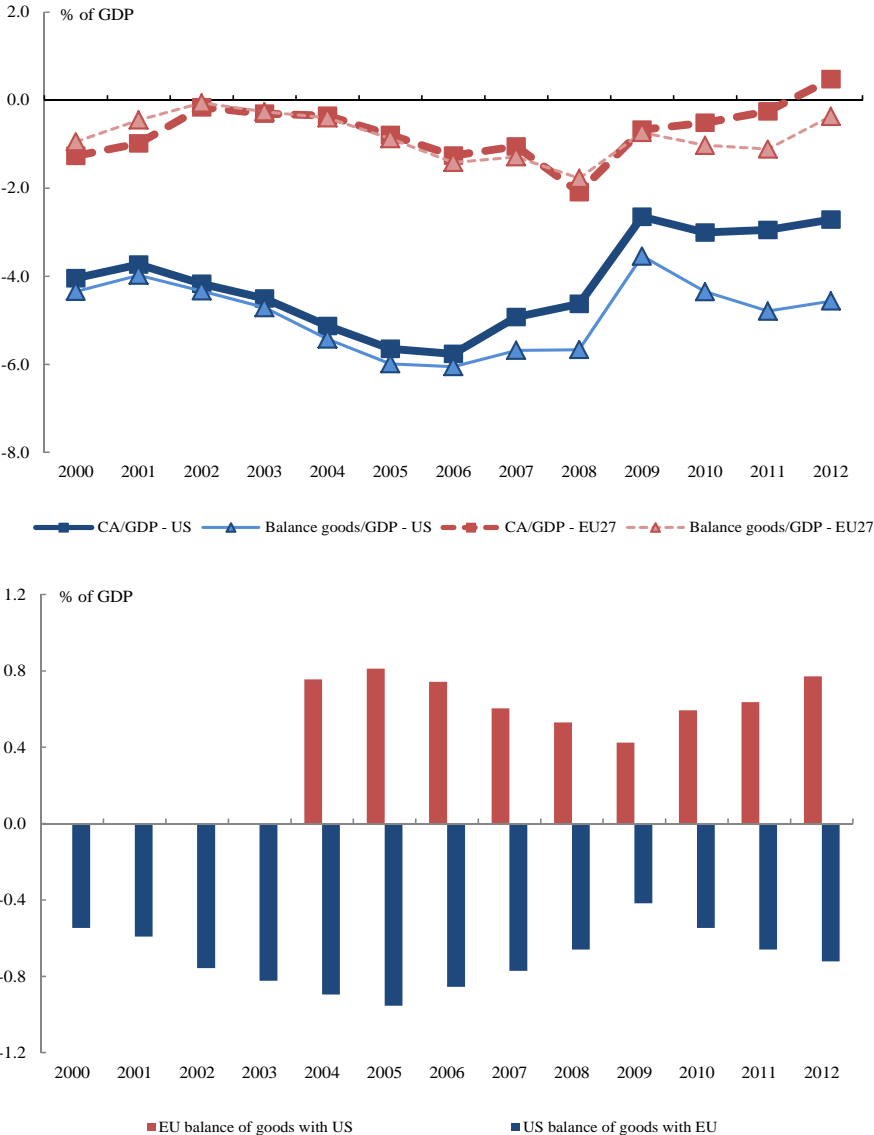 2.0
% of GDP
0.0
-2.0
-4.0
-6.0
-8.0
2000 2001 2002 2003 2004 2005 2006 2007 2008 2009 2010 2011 2012
CA/GDP - US Balance goods/GDP - US CA/GDP - EU27 Balance goods/GDP - EU27
1.2
% of GDP
0.8
0.4
0.0
-0.4
-0.8
-1.2
2000 2001 2002 2003 2004 2005 2006 2007 2008 2009 2010 2011 2012
EU balance of goods with US US balance of goods with EU